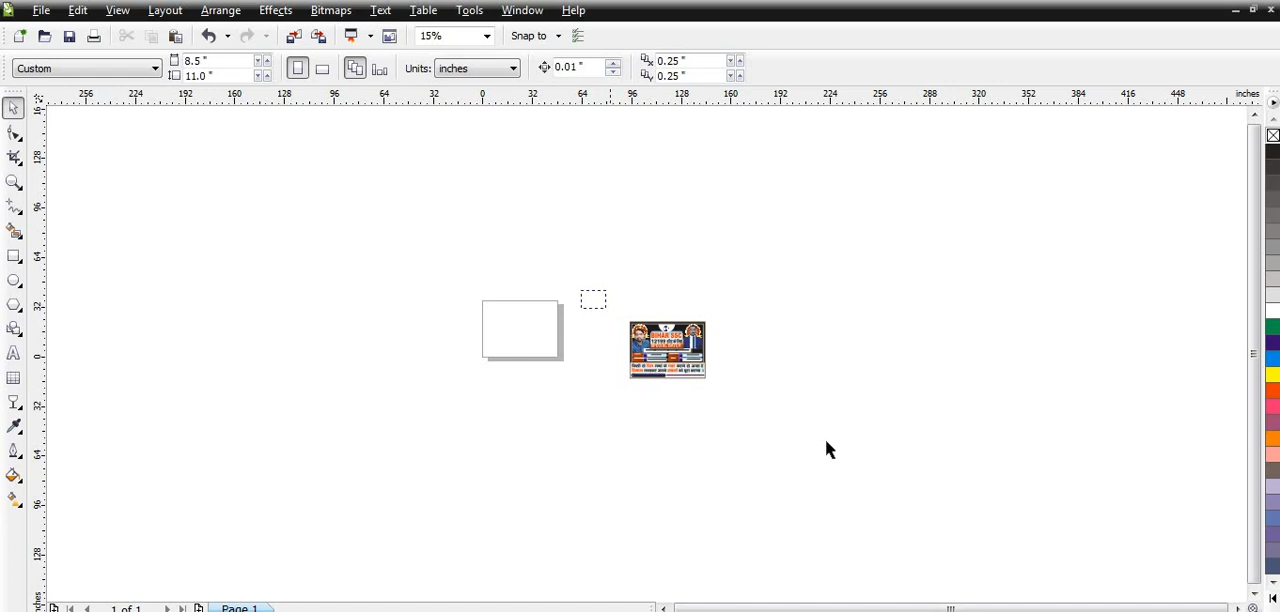 File Edit View Layout Arrange Effects Bitmaps Text Table Tools Window Help
15% Snap to
Custom 8.5 " 11.0 " Units: inches 0.01 " 0.25 " 0.25 "
256 224 192 160 128 96 64 32 0 32 64 96 128 160 192 224 256 288 320 352 384 416 448 inches
128
96
64
32
0
32
64
96
128
BIHAR SSC
1 of 1 Page 1